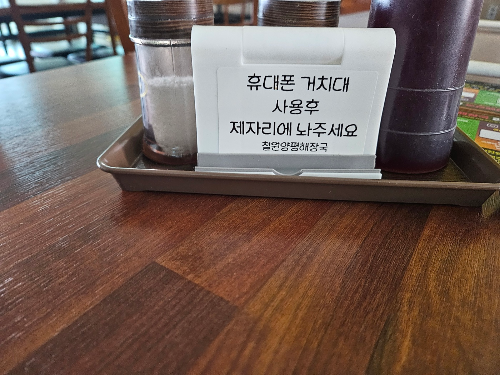 휴대폰 거치대
사용후
제자리에 놔주세요
철원양평해장국